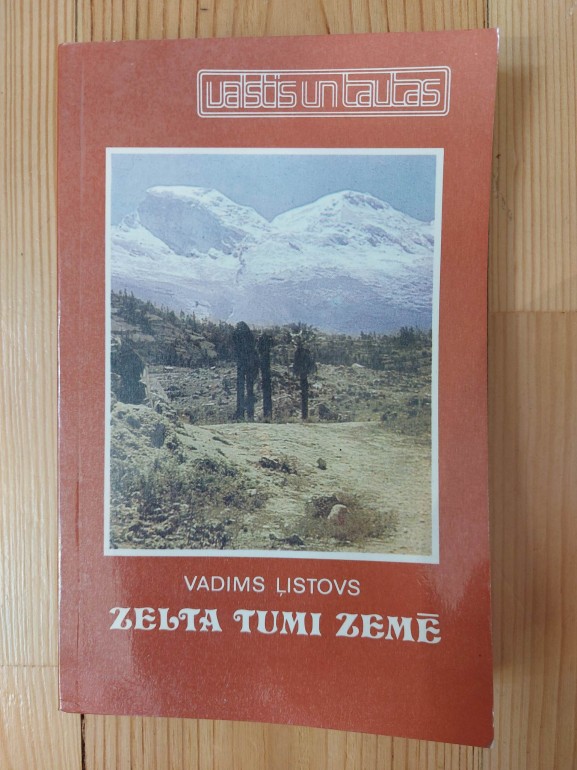 valstis un tautas
VADIMS ĻISTOVS
ZELTA TUMI ZEMĒ